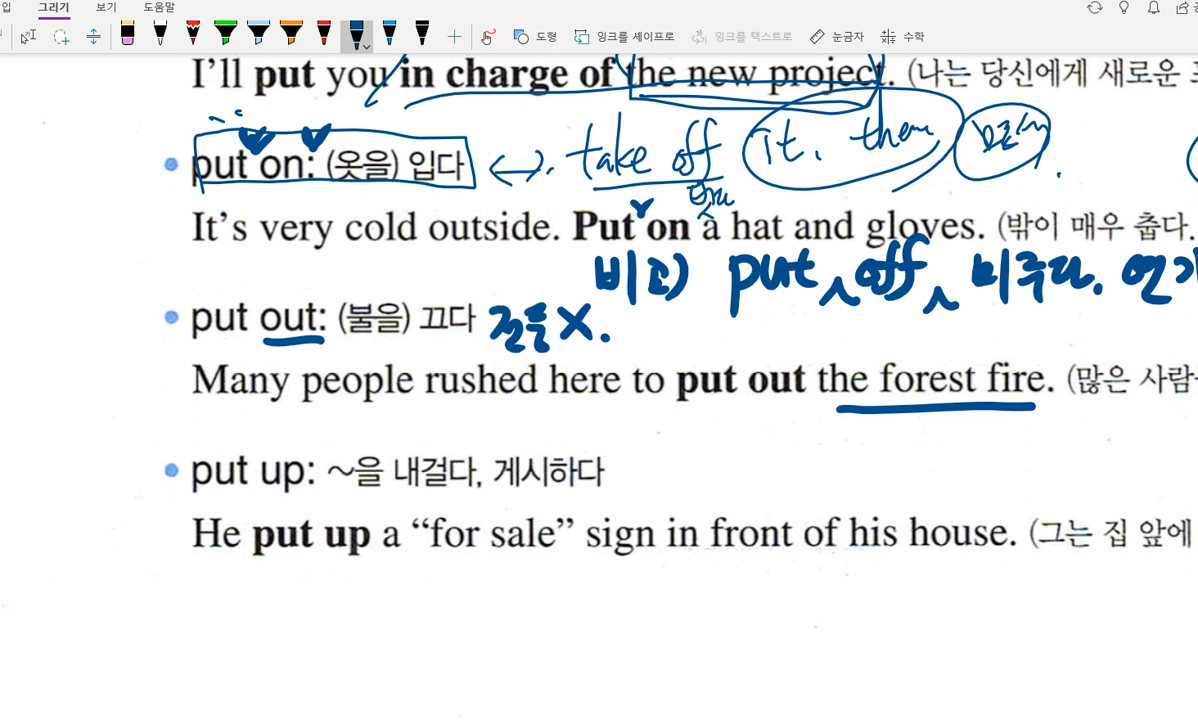 입 그리기 보기 도움말
도형 잉크를 셰이프로 잉크를 텍스트로 눈금자 수학
I'll put you in charge of the new project. (나는 당신에게 새로운
take off it, them
put on: (옷을) 입다
It's very cold outside. Put on a hat and gloves. (밖이 매우 춥다.
비교) put off 미루다.
put out: (불을) 끄다
Many people rushed here to put out the forest fire. (많은 사람
put up: ～을 내걸다, 게시하다
He put up a “for sale” sign in front of his house. (그는 집 앞에